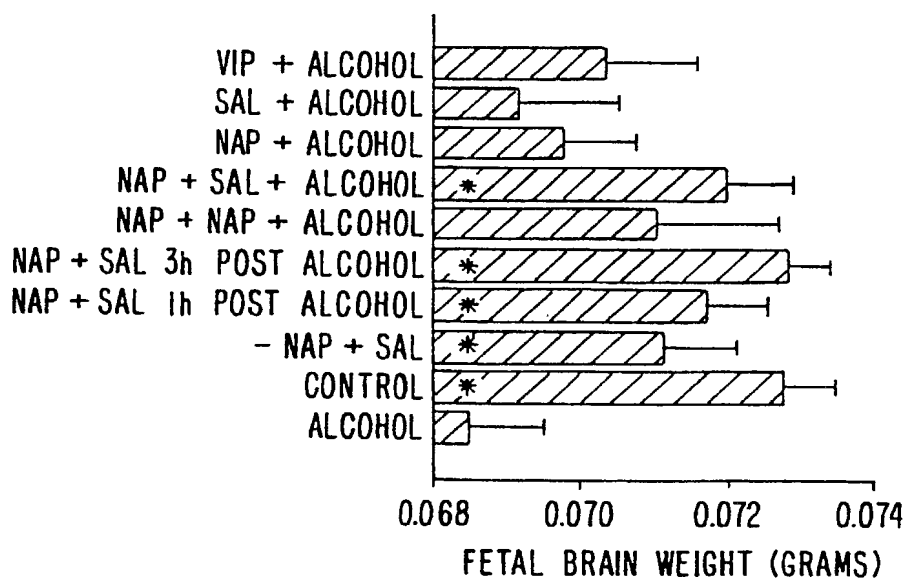 VIP + ALCOHOL
SAL + ALCOHOL
NAP + ALCOHOL
NAP + SAL + ALCOHOL
*
NAP + NAP + ALCOHOL
NAP + SAL 3h POST ALCOHOL
*
NAP + SAL 1h POST ALCOHOL
*
- NAP + SAL
*
CONTROL
*
ALCOHOL
0.068 0.070 0.072 0.074
FETAL BRAIN WEIGHT (GRAMS)